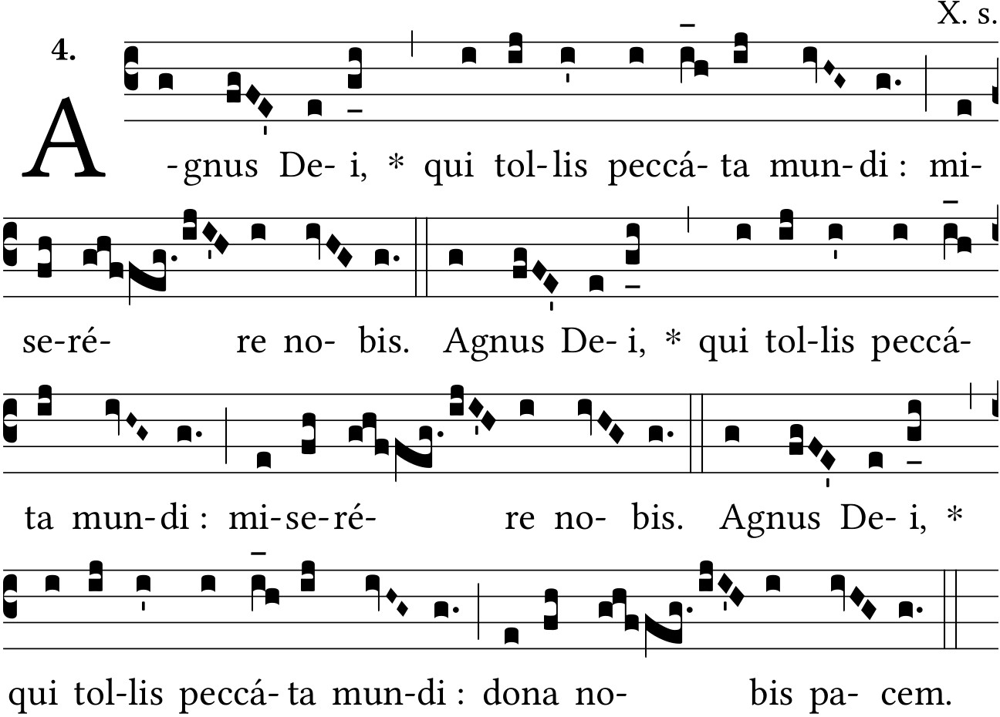 X. s.
4.
A-gnus De-i, * qui tol-lis peccá-ta mun-di : mi-
se-ré- re no- bis. Agnus De-i, * qui tol-lis peccá-
ta mun-di : mi-se-ré- re no- bis. Agnus De-i, *
qui tol-lis peccá-ta mun-di : dona no- bis pa- cem.